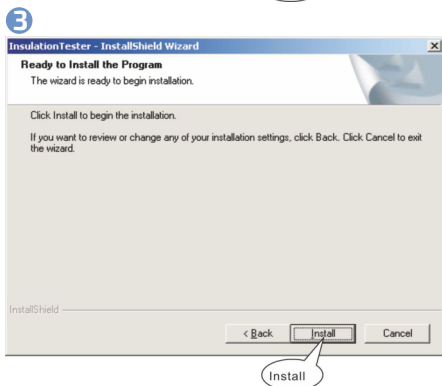 3
InsulationTester - InstallShield Wizard
Ready to Install the Program
The wizard is ready to begin installation.
Click Install to begin the installation.
If you want to review or change any of your installation settings, click Back. Click Cancel to exit
the wizard.
InstallShield
< Back Install Cancel
Install